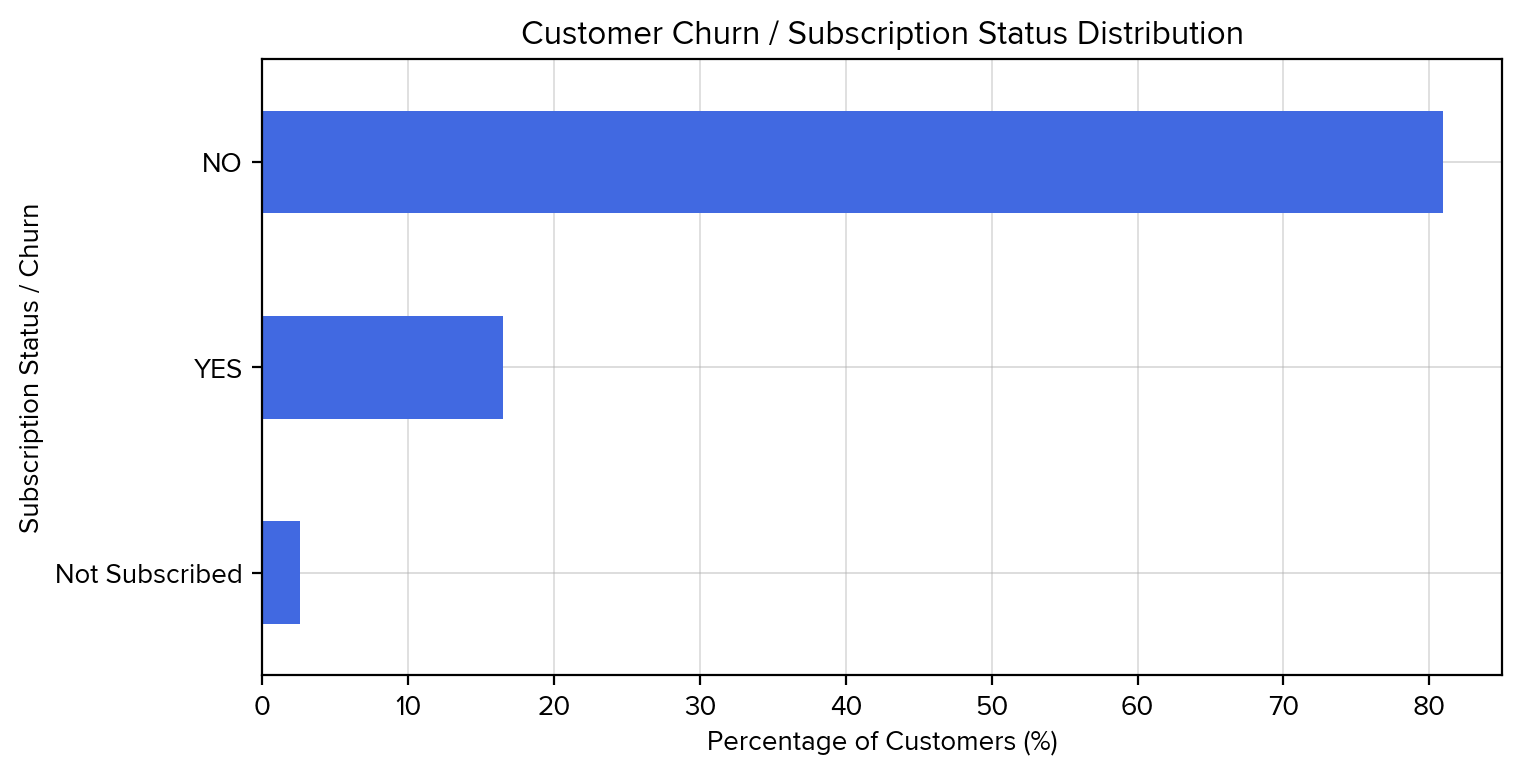 Customer Churn / Subscription Status Distribution
Subscription Status / Churn
NO
YES
Not Subscribed
0 10 20 30 40 50 60 70 80
Percentage of Customers (%)